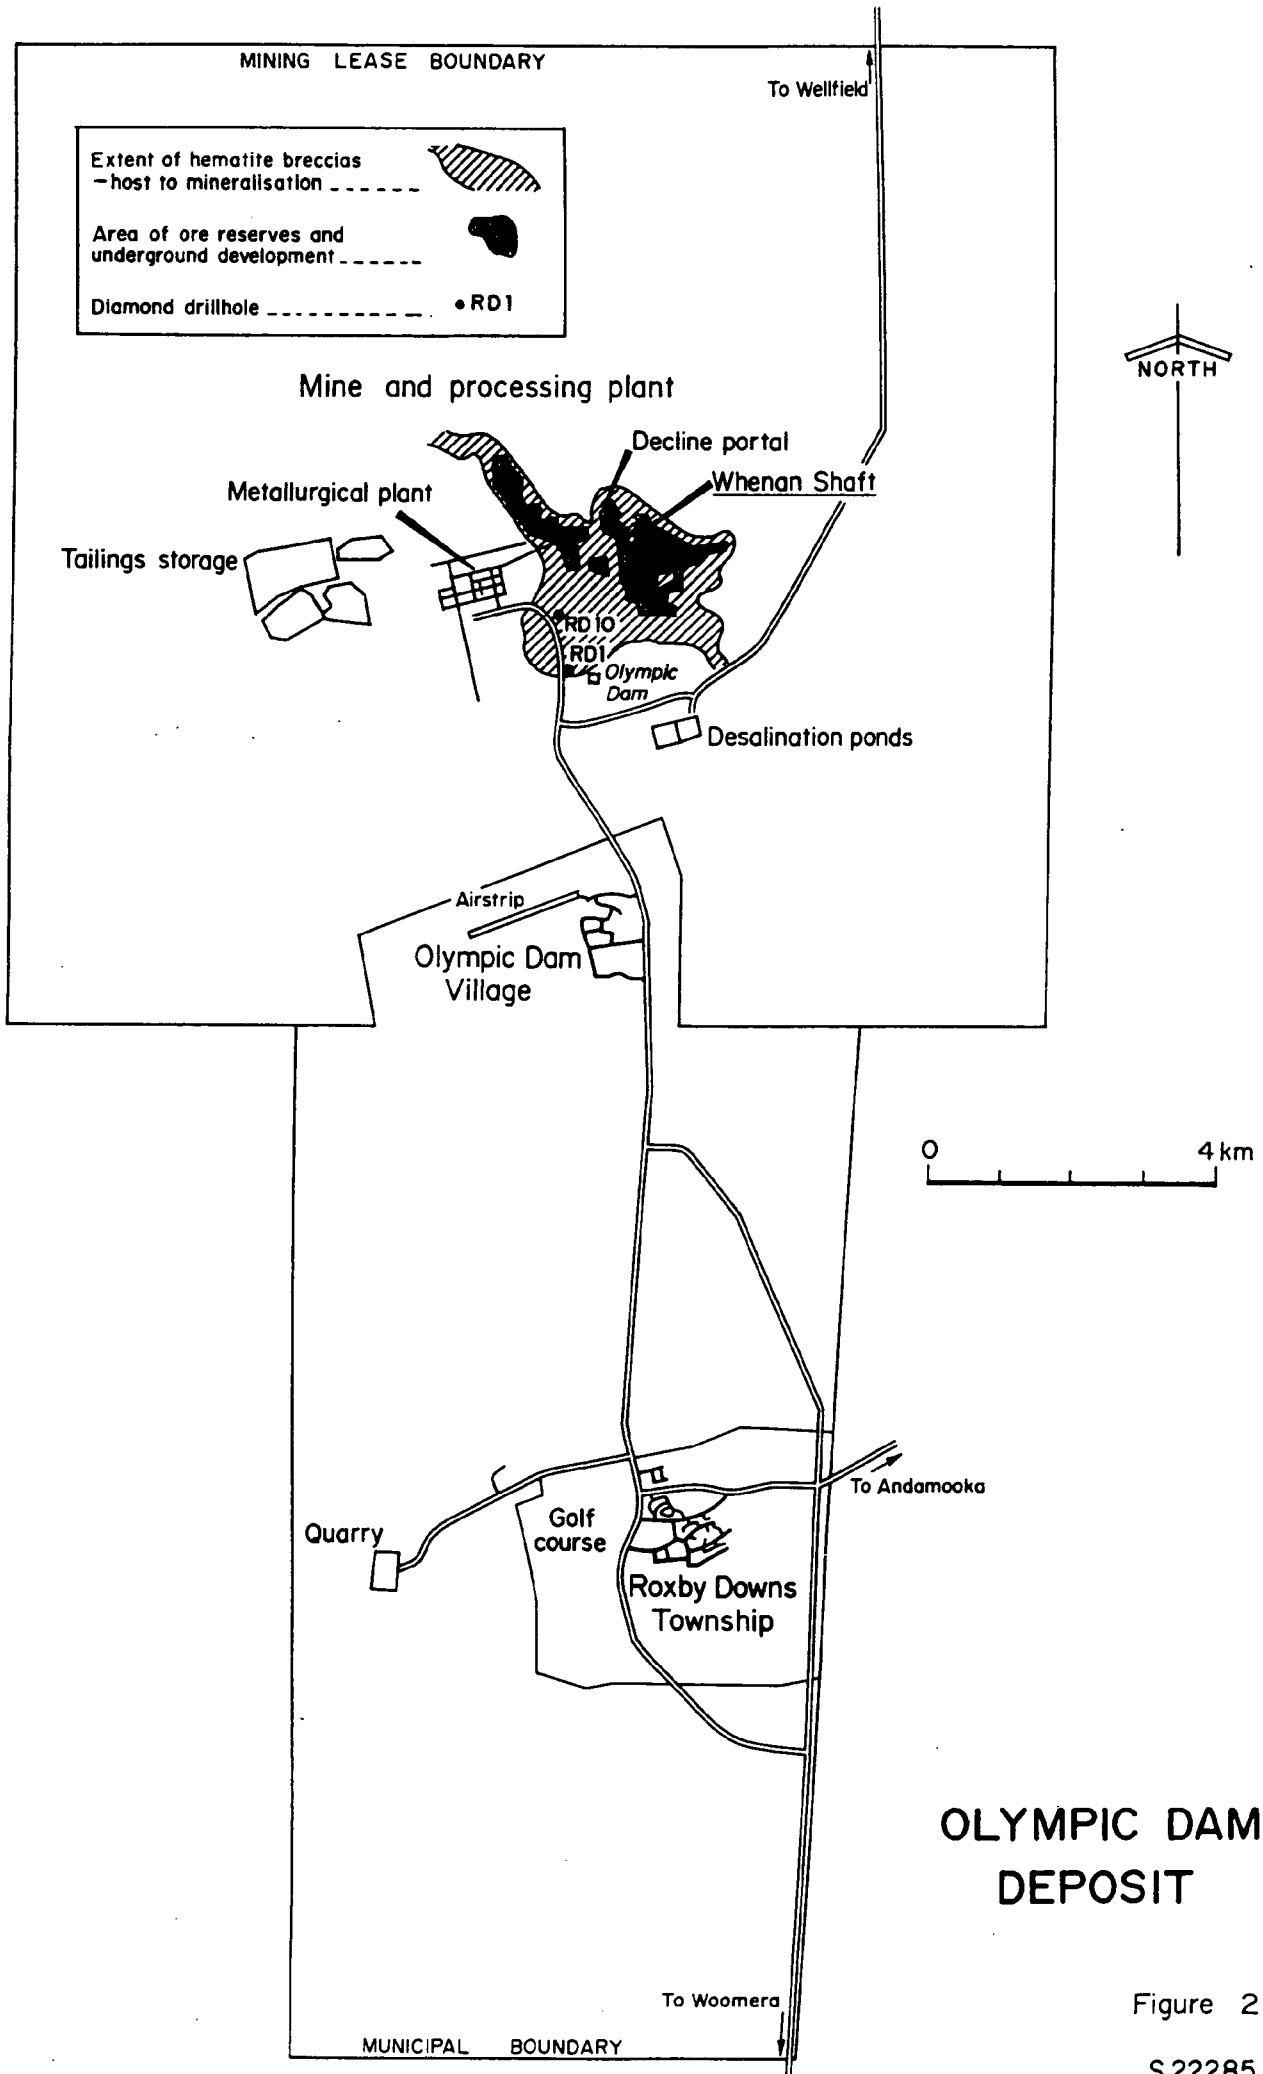 MINING LEASE BOUNDARY
To Wellfield
Extent of hematite breccias
-host to mineralisation
Area of ore reserves and
underground development
Diamond drillhole
RD1
NORTH
Mine and processing plant
Decline portal
Whenan Shaft
Metallurgical plant
Tailings storage
RD10
RD1
Olympic
Dam
Desalination ponds
Airstrip
Olympic Dam
Village
0 4 km
To Andamooka
Golf
course
Quarry
Roxby Downs
Township
OLYMPIC DAM
DEPOSIT
To Woomera
Figure 2
MUNICIPAL BOUNDARY
S22285